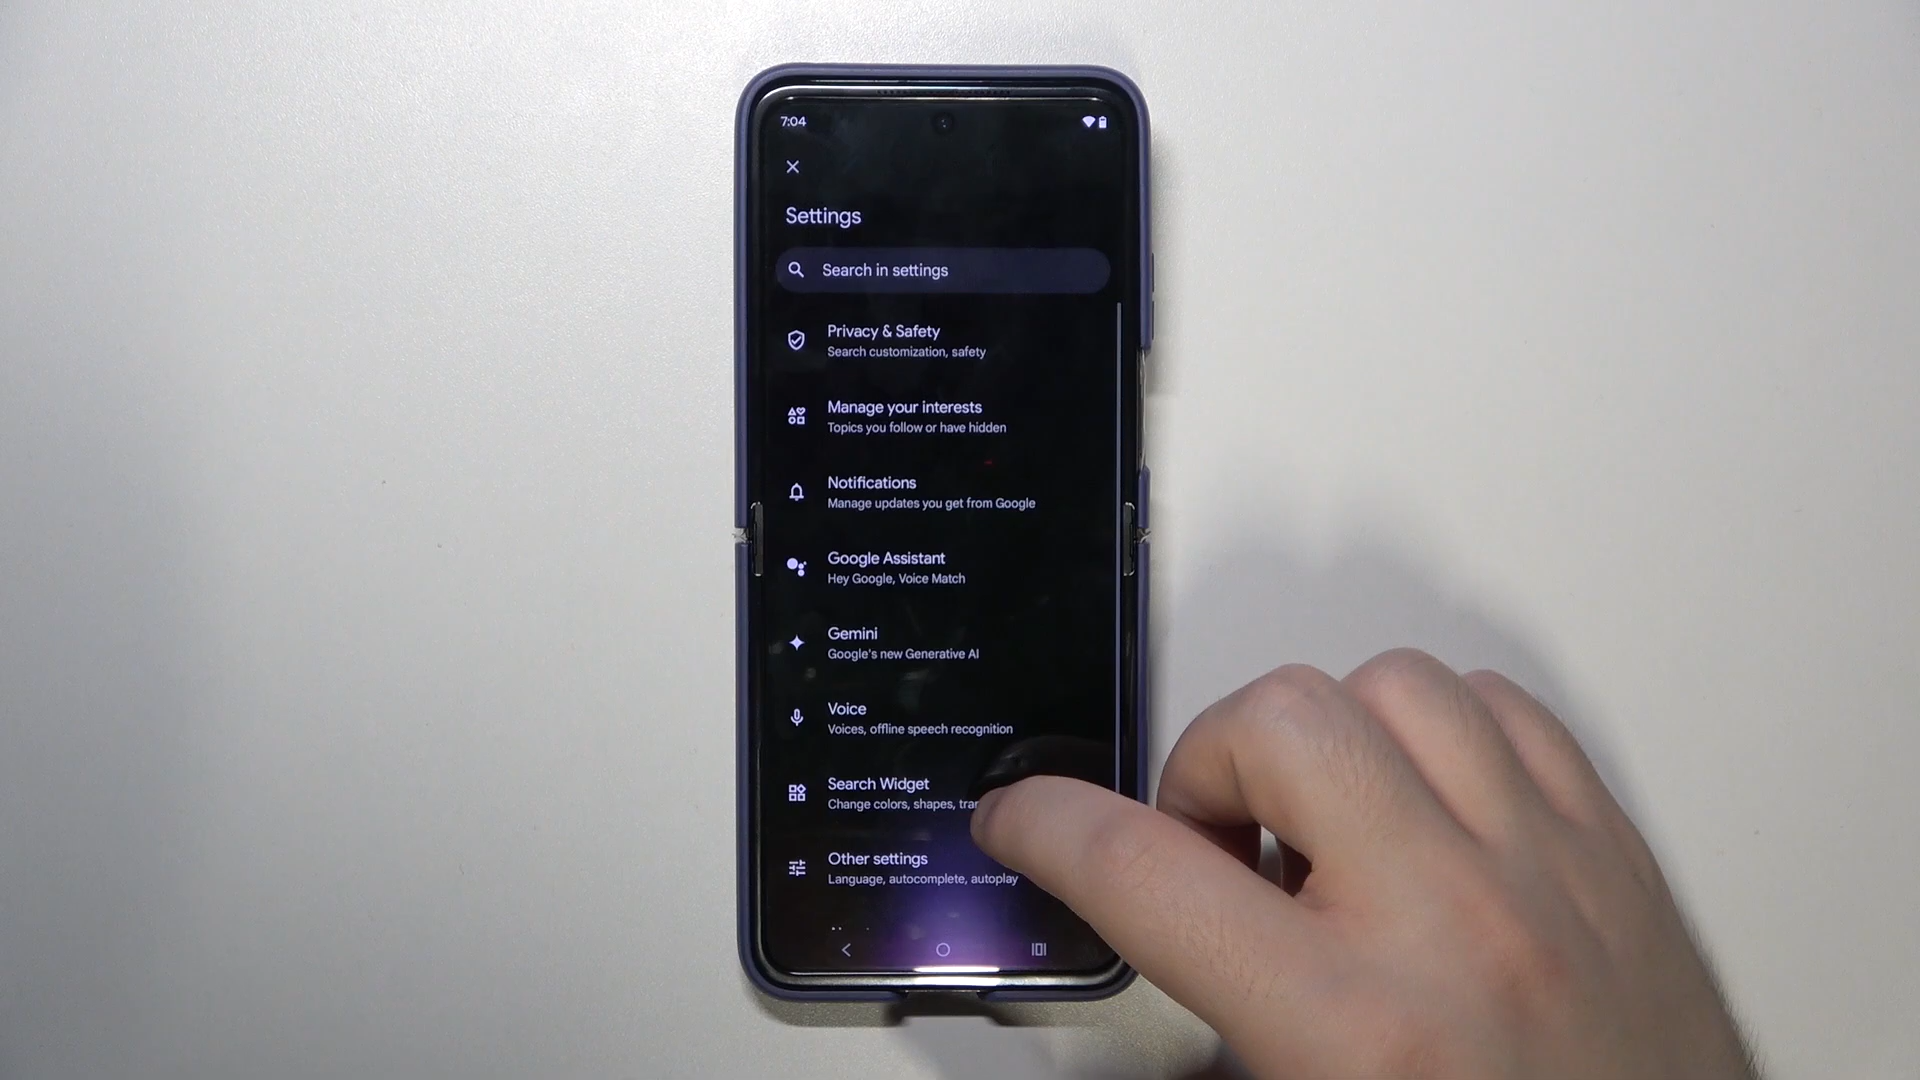 7:04
Settings
Search in settings
Privacy & Safety
Search customization, safety
Manage your interests
Topics you follow or have hidden
Notifications
Manage updates you get from Google
Google Assistant
Hey Google, Voice Match
Gemini
Google's new Generative AI
Voice
Voices, offline speech recognition
Search Widget
Change colors, shapes,
Other settings
Language, autocomplete, autoplay